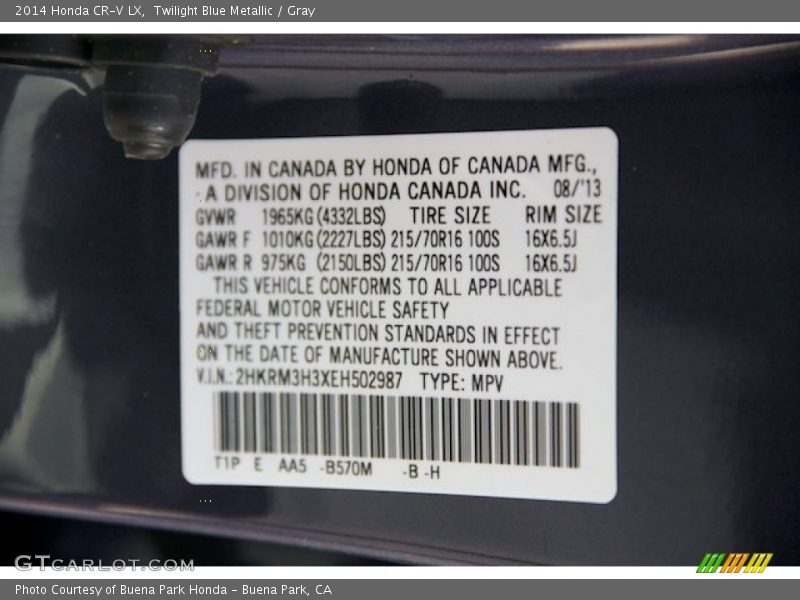 2014 Honda CR-V LX, Twilight Blue Metallic / Gray
MFD. IN CANADA BY HONDA OF CANADA MFG.,
A DIVISION OF HONDA CANADA INC. 08/'13
GVWR 1965KG (4332LBS) TIRE SIZE RIM SIZE
GAWR F 1010KG (2227LBS) 215/70R16 100S 16X6.5J
GAWR R 975KG (2150LBS) 215/70R16 100S 16X6.5J
THIS VEHICLE CONFORMS TO ALL APPLICABLE
FEDERAL MOTOR VEHICLE SAFETY
AND THEFT PREVENTION STANDARDS IN EFFECT
ON THE DATE OF MANUFACTURE SHOWN ABOVE.
V.I.N.: 2HKRM3H3XEH502987 TYPE: MPV
T1P E AA5 -B570M -B -H
GTCARLOT.COM
Photo Courtesy of Buena Park Honda - Buena Park, CA